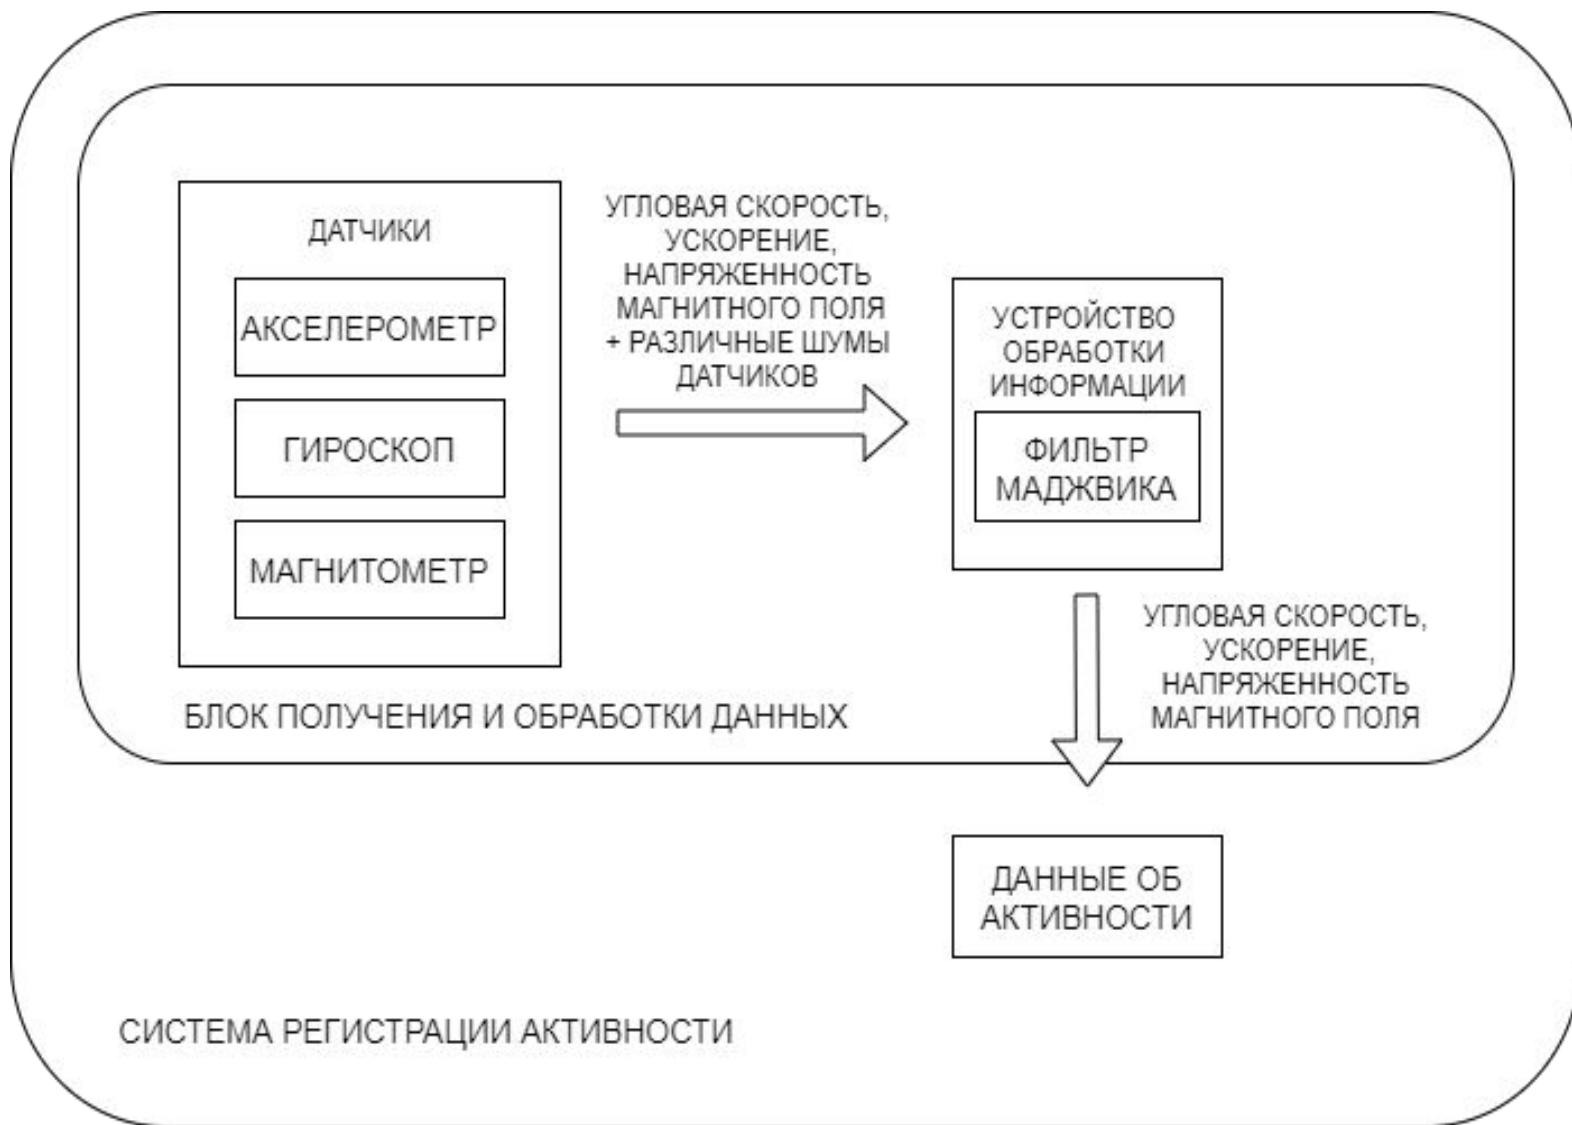 ДАТЧИКИ
АКСЕЛЕРОМЕТР
ГИРОСКОП
МАГНИТОМЕТР
УГЛОВАЯ СКОРОСТЬ,
УСКОРЕНИЕ,
НАПРЯЖЕННОСТЬ
МАГНИТНОГО ПОЛЯ
+ РАЗЛИЧНЫЕ ШУМЫ
ДАТЧИКОВ
УСТРОЙСТВО
ОБРАБОТКИ
ИНФОРМАЦИИ
ФИЛЬТР
МАДЖВИКА
УГЛОВАЯ СКОРОСТЬ,
УСКОРЕНИЕ,
НАПРЯЖЕННОСТЬ
МАГНИТНОГО ПОЛЯ
БЛОК ПОЛУЧЕНИЯ И ОБРАБОТКИ ДАННЫХ
ДАННЫЕ ОБ
АКТИВНОСТИ
СИСТЕМА РЕГИСТРАЦИИ АКТИВНОСТИ